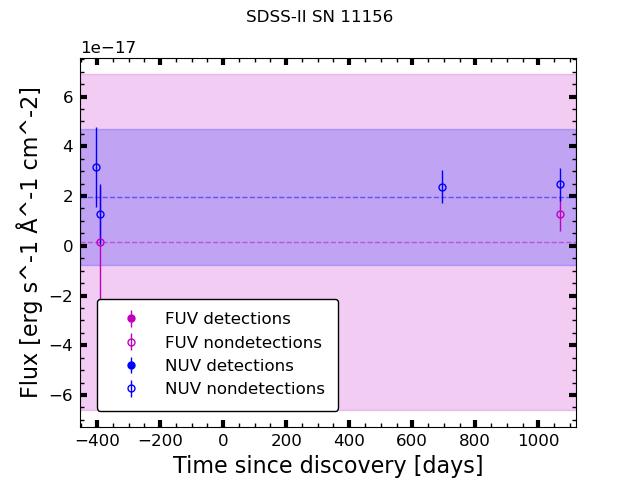 SDSS-II SN 11156
1e−17
Flux [erg s^-1 Å^-1 cm^-2]
6
4
2
0
−2
−4
−6
FUV detections
FUV nondetections
NUV detections
NUV nondetections
−400 −200 0 200 400 600 800 1000
Time since discovery [days]